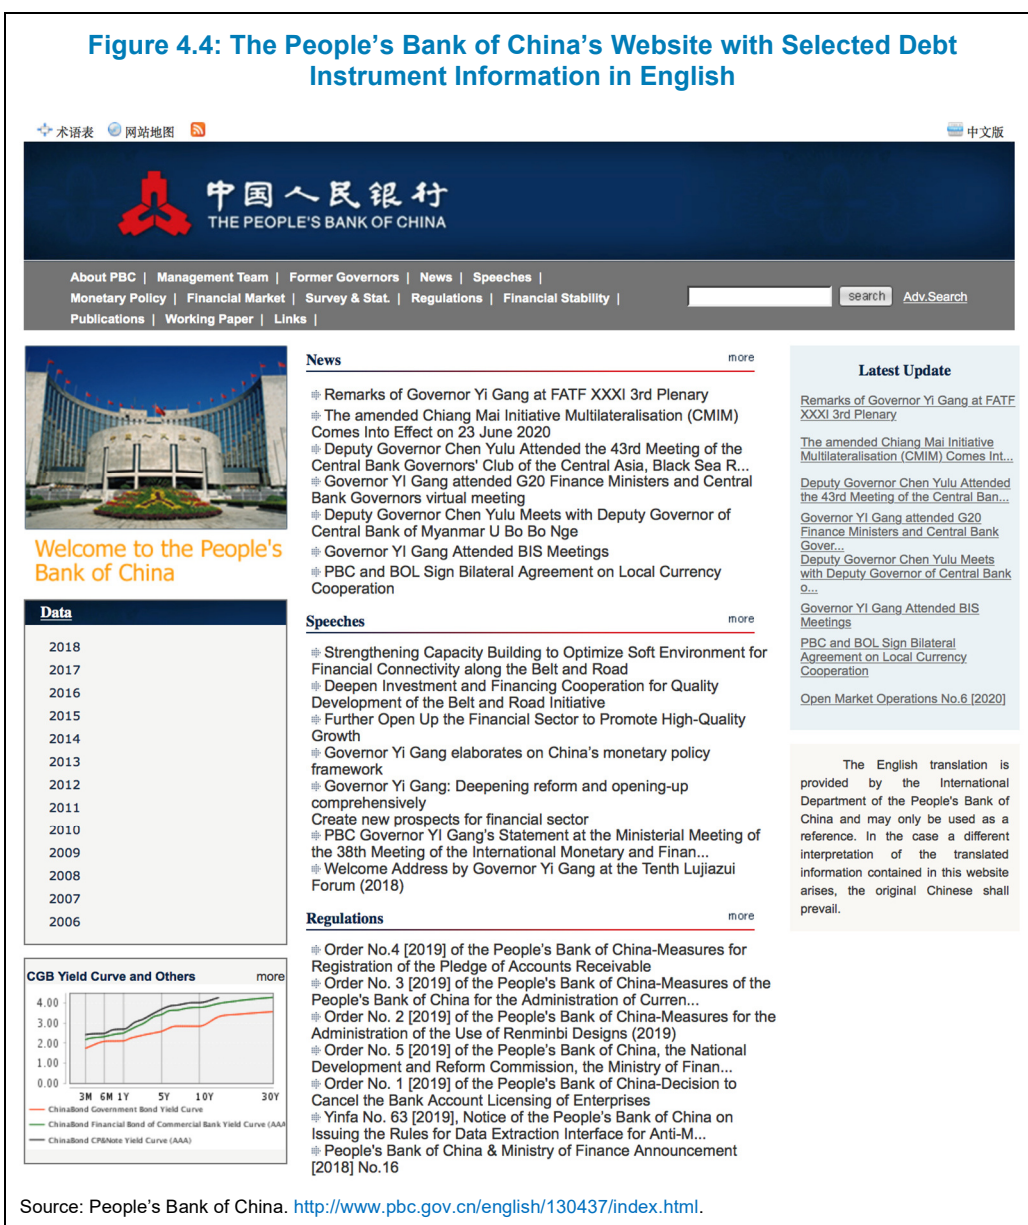 Figure 4.4: The People’s Bank of China’s Website with Selected Debt
Instrument Information in English
术语表 网站地图
中文版
中国人民银行
THE PEOPLE'S BANK OF CHINA
About PBC | Management Team | Former Governors | News | Speeches |
Monetary Policy | Financial Market | Survey & Stat. | Regulations | Financial Stability |
Publications | Working Paper | Links |
search Adv.Search
Welcome to the People's
Bank of China
Data
2018
2017
2016
2015
2014
2013
2012
2011
2010
2009
2008
2007
2006
CGB Yield Curve and Others more
4.00
3.00
2.00
1.00
0.00
3M 6M 1Y 5Y 10Y 30Y
ChinaBond Government Bond Yield Curve
ChinaBond Financial Bond of Commercial Bank Yield Curve (AAA
ChinaBond CP&Note Yield Curve (AAA)
News more
Remarks of Governor Yi Gang at FATF XXXI 3rd Plenary
The amended Chiang Mai Initiative Multilateralisation (CMIM)
Comes Into Effect on 23 June 2020
Deputy Governor Chen Yulu Attended the 43rd Meeting of the
Central Bank Governors' Club of the Central Asia, Black Sea R...
Governor YI Gang attended G20 Finance Ministers and Central
Bank Governors virtual meeting
Deputy Governor Chen Yulu Meets with Deputy Governor of
Central Bank of Myanmar U Bo Bo Nge
Governor YI Gang Attended BIS Meetings
PBC and BOL Sign Bilateral Agreement on Local Currency
Cooperation
Speeches more
Strengthening Capacity Building to Optimize Soft Environment for
Financial Connectivity along the Belt and Road
Deepen Investment and Financing Cooperation for Quality
Development of the Belt and Road Initiative
Further Open Up the Financial Sector to Promote High-Quality
Growth
Governor Yi Gang elaborates on China’s monetary policy
framework
Governor Yi Gang: Deepening reform and opening-up
comprehensively
Create new prospects for financial sector
PBC Governor YI Gang’s Statement at the Ministerial Meeting of
the 38th Meeting of the International Monetary and Finan...
Welcome Address by Governor Yi Gang at the Tenth Lujiazui
Forum (2018)
Regulations more
Order No.4 [2019] of the People’s Bank of China-Measures for
Registration of the Pledge of Accounts Receivable
Order No. 3 [2019] of the People's Bank of China-Measures of the
People's Bank of China for the Administration of Curren...
Order No. 2 [2019] of the People’s Bank of China-Measures for the
Administration of the Use of Renminbi Designs (2019)
Order No. 5 [2019] of the People’s Bank of China, the National
Development and Reform Commission, the Ministry of Finan...
Order No. 1 [2019] of the People's Bank of China-Decision to
Cancel the Bank Account Licensing of Enterprises
Yinfa No. 63 [2019], Notice of the People’s Bank of China on
Issuing the Rules for Data Extraction Interface for Anti-M...
People's Bank of China & Ministry of Finance Announcement
[2018] No.16
Latest Update
Remarks of Governor Yi Gang at FATF
XXXI 3rd Plenary
The amended Chiang Mai Initiative
Multilateralisation (CMIM) Comes Int...
Deputy Governor Chen Yulu Attended
the 43rd Meeting of the Central Ban...
Governor YI Gang attended G20
Finance Ministers and Central Bank
Gover...
Deputy Governor Chen Yulu Meets
with Deputy Governor of Central Bank
o...
Governor YI Gang Attended BIS
Meetings
PBC and BOL Sign Bilateral
Agreement on Local Currency
Cooperation
Open Market Operations No.6 [2020]
The English translation is
provided by the International
Department of the People's Bank of
China and may only be used as a
reference. In the case a different
interpretation of the translated
information contained in this website
arises, the original Chinese shall
prevail.
Source: People’s Bank of China. http://www.pbc.gov.cn/english/130437/index.html.